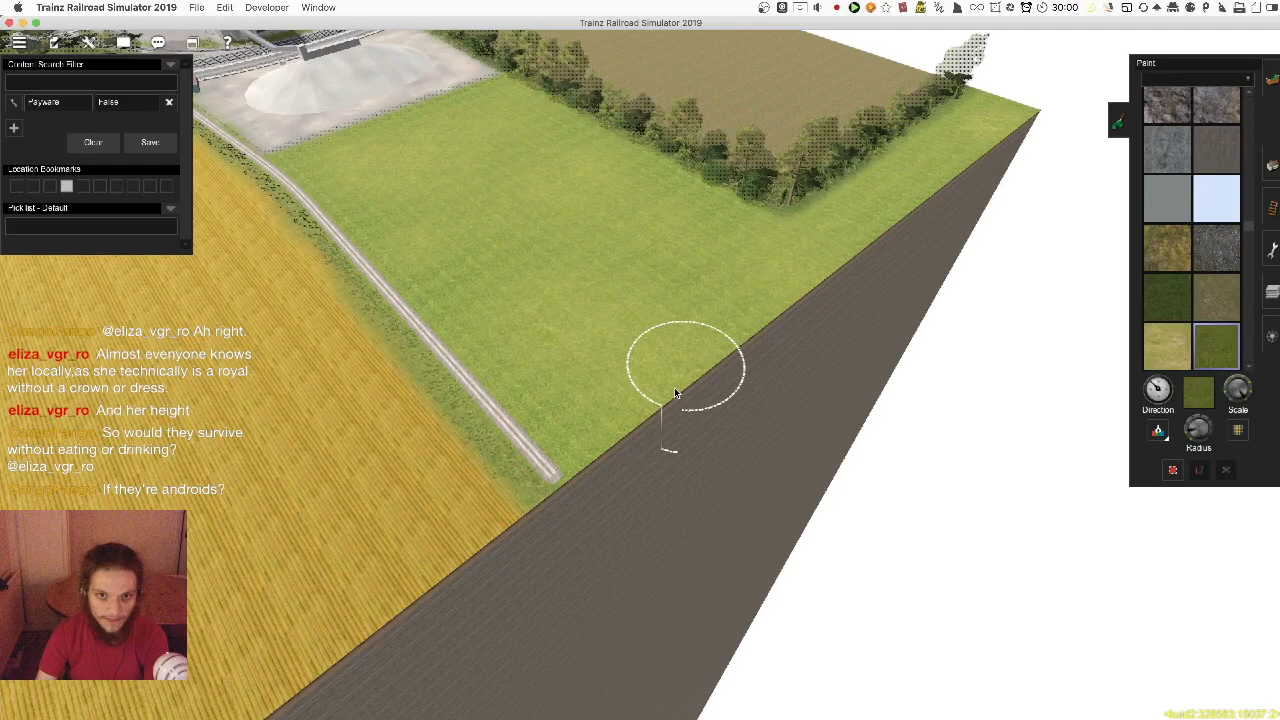 Trainz Railroad Simulator 2019 File Edit Developer Window
30:00
Trainz Railroad Simulator 2019
Content Search Filter
Payware False
Clear Save
Location Bookmarks
Pick list - Default
Paint
Direction Scale
Radius
@eliza_vgr_ro Ah right.
eliza_vgr_ro Almost evenyone knows
her locally,as she technically is a royal
without a crown or dress.
eliza_vgr_ro And her height
So would they survive
without eating or drinking?
@eliza_vgr_ro
If they're androids?